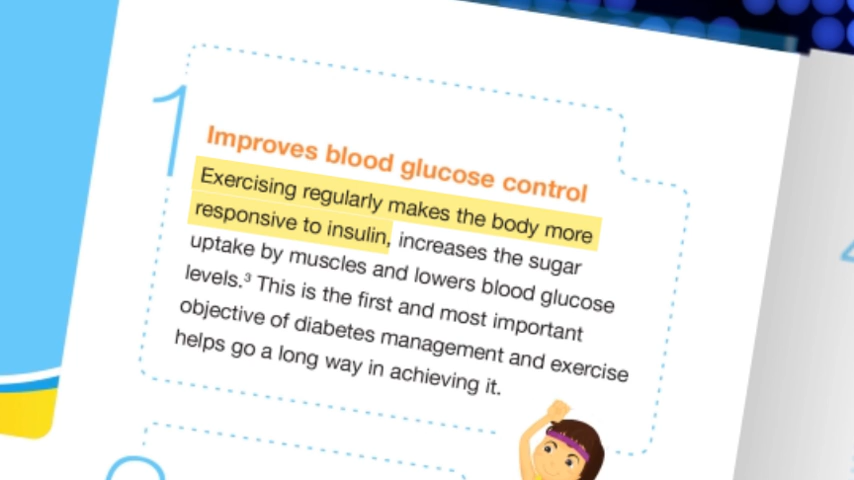 1
Improves blood glucose control
Exercising regularly makes the body more
responsive to insulin, increases the sugar
uptake by muscles and lowers blood glucose
levels.³ This is the first and most important
objective of diabetes management and exercise
helps go a long way in achieving it.